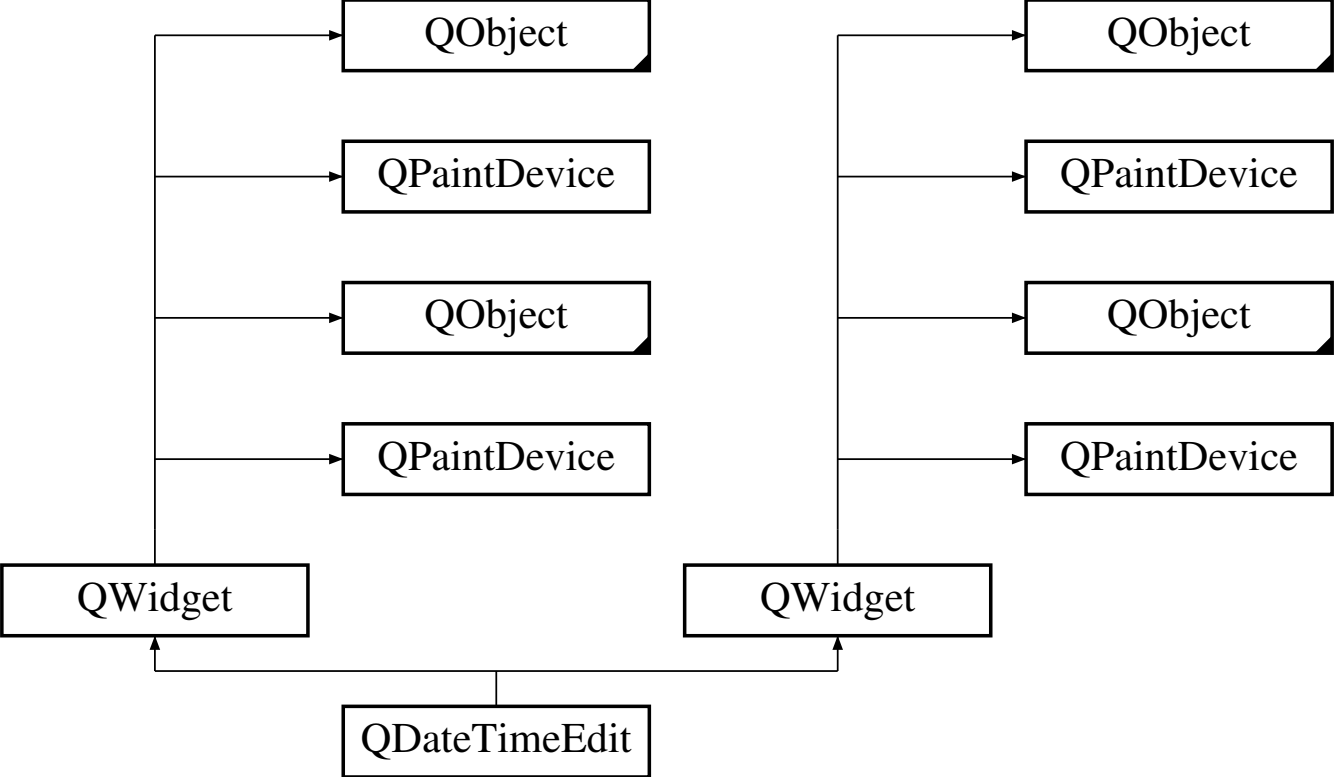 QObject
QObject
QPaintDevice
QPaintDevice
QObject
QObject
QPaintDevice
QPaintDevice
QWidget
QWidget
QDateTimeEdit